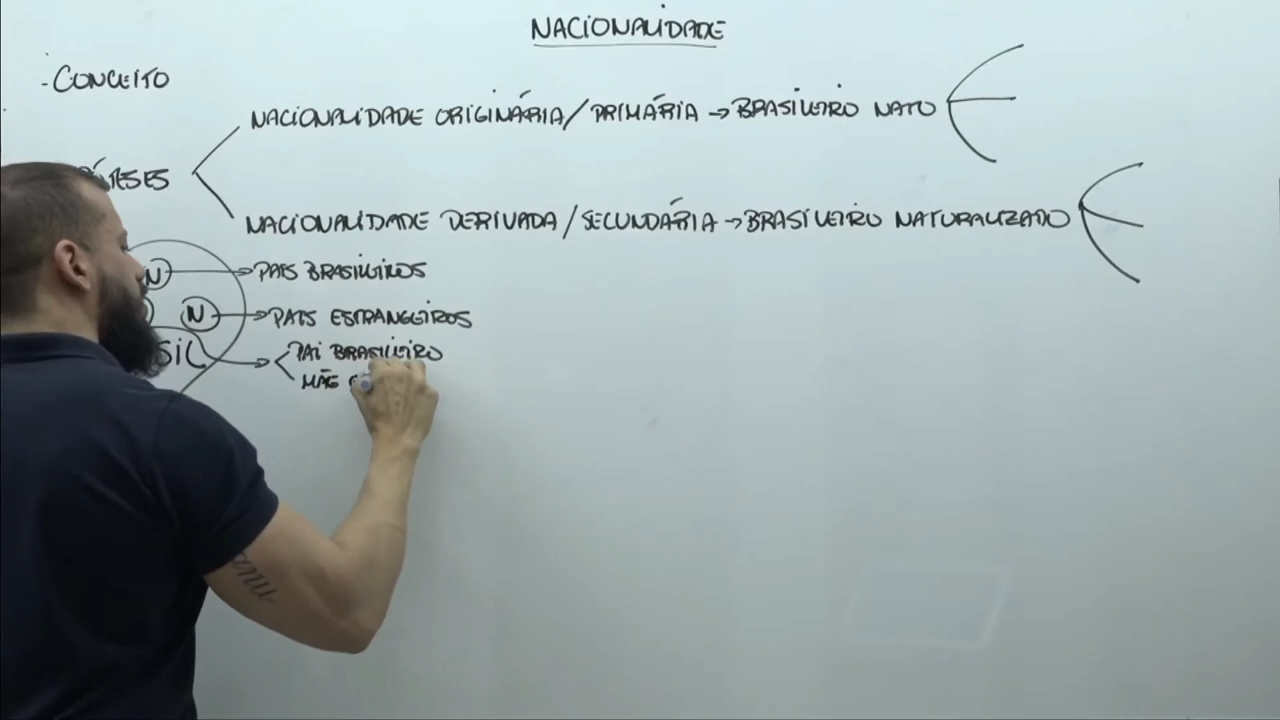 NACIONALIDADE
- CONCEITO
NACIONALIDADE ORIGINÁRIA / PRIMÁRIA → BRASILEIRO NATO
NACIONALIDADE DERIVADA / SECUNDÁRIA → BRASILEIRO NATURALIZADO
N → PAIS BRASILEIROS
N → PAIS ESTRANGEIROS
PAI BRASILEIRO
MÃE